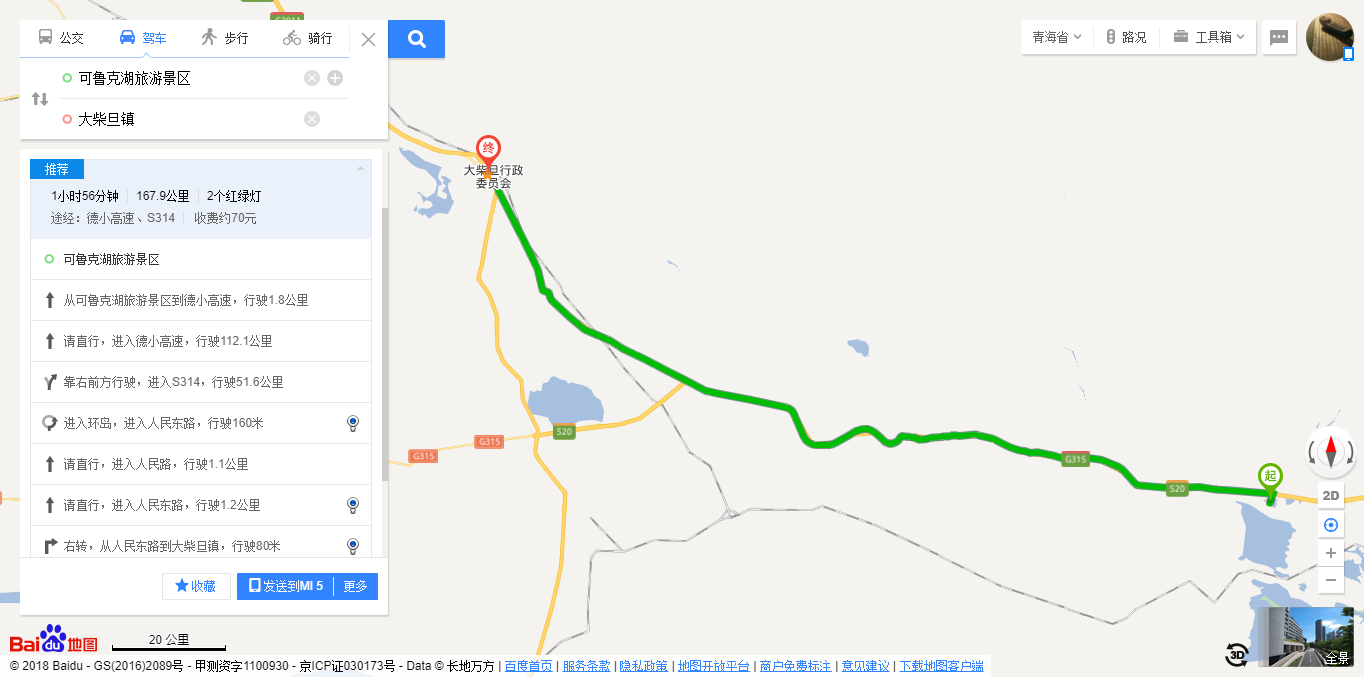 公交 驾车 步行 骑行
可鲁克湖旅游景区
大柴旦镇
推荐
1小时56分钟 167.9公里 2个红绿灯
途经：德小高速、S314 收费约70元
可鲁克湖旅游景区
从可鲁克湖旅游景区到德小高速，行驶1.8公里
请直行，进入德小高速，行驶112.1公里
靠右前方行驶，进入S314，行驶51.6公里
进入环岛，进入人民东路，行驶160米
请直行，进入人民路，行驶1.1公里
请直行，进入人民东路，行驶1.2公里
右转，从人民东路到大柴旦镇，行驶80米
收藏 发送到MI 5 更多
青海省 路况 工具箱
终
大柴旦行政
委员会
S20
G315
G315
G315
S20
起
2D
3D
全景
Bai du 地图
20 公里
© 2018 Baidu - GS(2016)2089号 - 甲测资字1100930 - 京ICP证030173号 - Data © 长地万方 | 百度首页 | 服务条款 | 隐私政策 | 地图开放平台 | 商户免费标注 | 意见建议 | 下载地图客户端